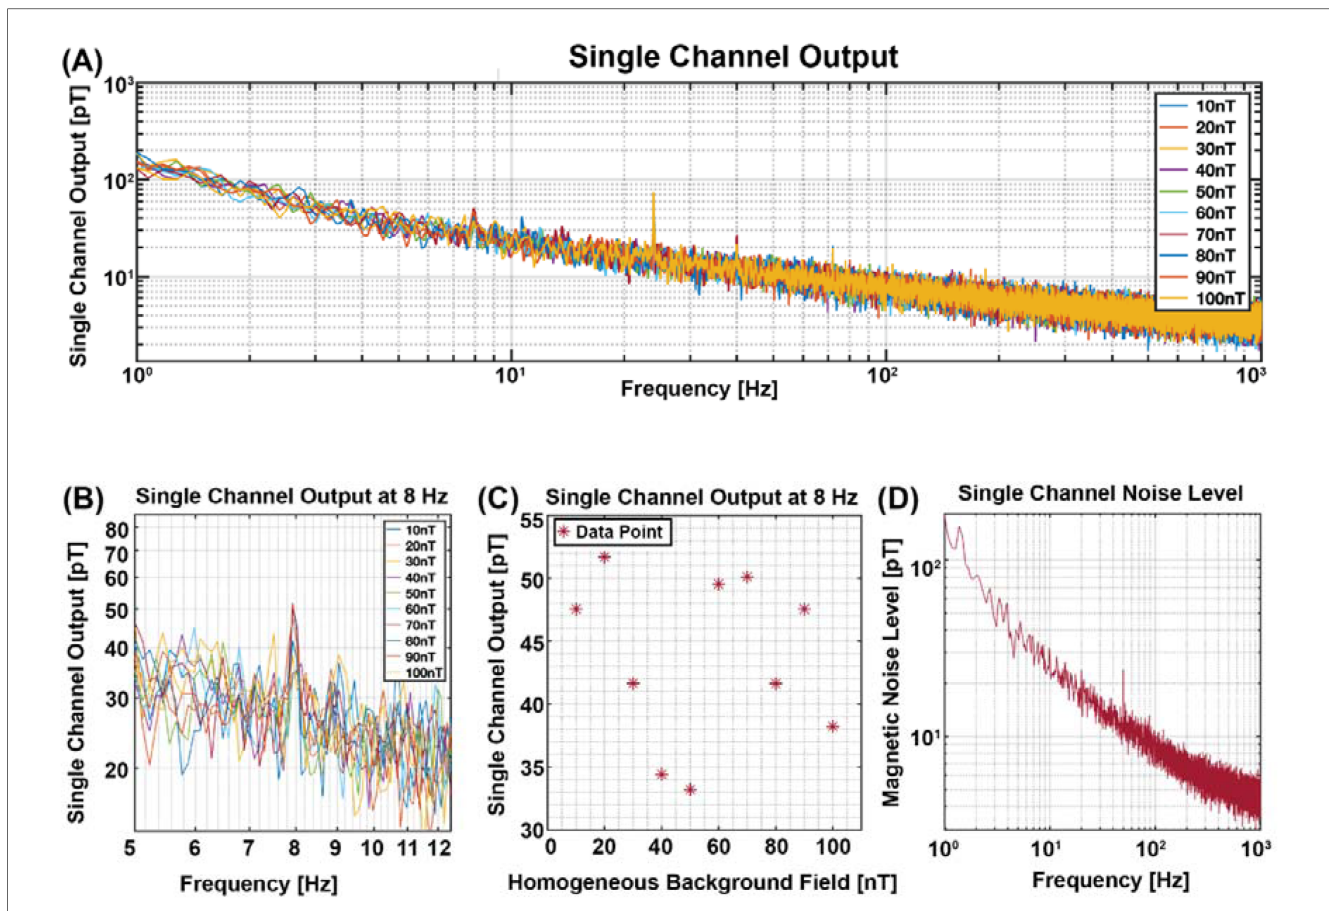 (A)
Single Channel Output
Single Channel Output [pT]
10³
10²
10¹
10⁰ 10¹ 10² 10³
Frequency [Hz]
10nT
20nT
30nT
40nT
50nT
60nT
70nT
80nT
90nT
100nT
(B)
Single Channel Output at 8 Hz
Single Channel Output [pT]
80
70
60
50
40
30
20
10nT
20nT
30nT
40nT
50nT
60nT
70nT
80nT
90nT
100nT
5 6 7 8 9 10 11 12
Frequency [Hz]
(C)
Single Channel Output at 8 Hz
Single Channel Output [pT]
Data Point
55
50
45
40
35
30
0 20 40 60 80 100
Homogeneous Background Field [nT]
(D)
Single Channel Noise Level
Magnetic Noise Level [pT]
10²
10¹
10⁰ 10¹ 10² 10³
Frequency [Hz]